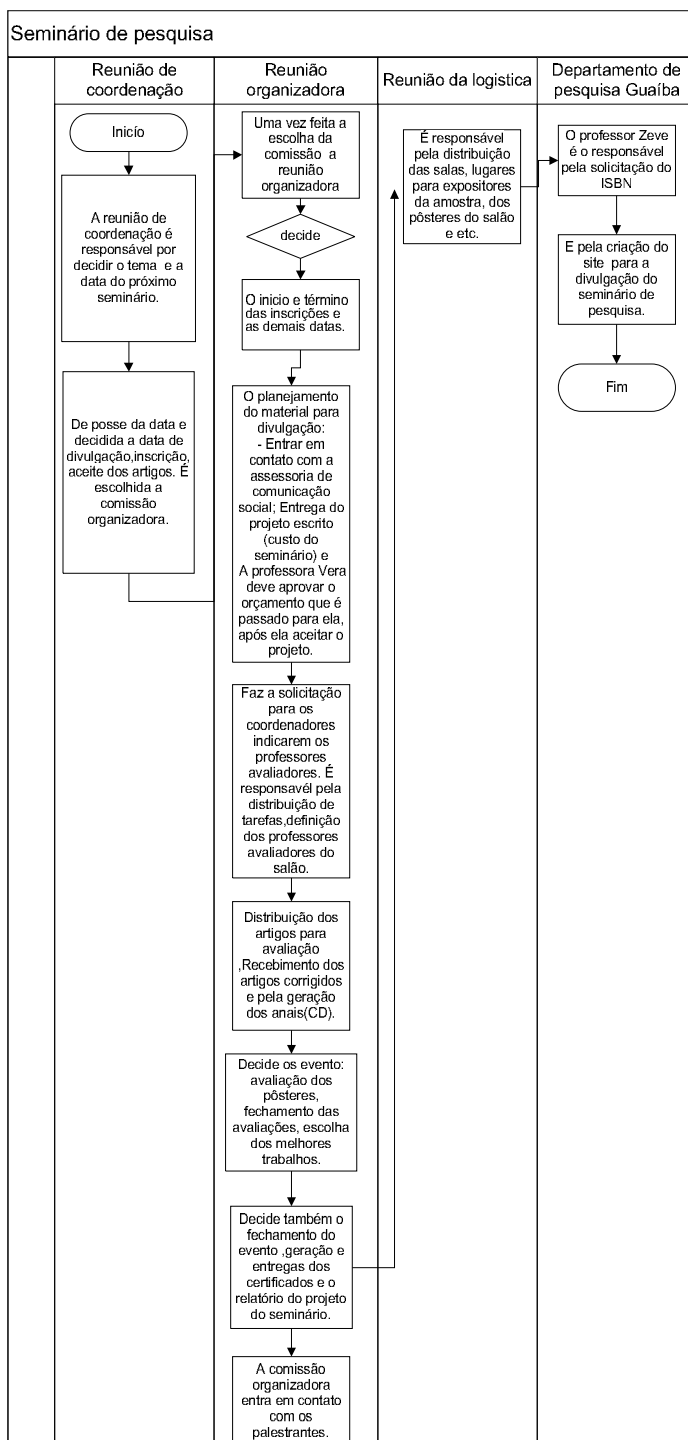 Seminário de pesquisa
Reunião de
coordenação
Reunião
organizadora
Reunião da logistica
Departamento de
pesquisa Guaíba
Inicío
A reunião de
coordenação é
responsável por
decidir o tema e a
data do próximo
seminário.
De posse da data e
decidida a data de
divulgação,inscrição,
aceite dos artigos. É
escolhida a
comissão
organizadora.
Uma vez feita a
escolha da
comissão a
reunião
organizadora
decide
O inicio e término
das inscrições e
as demais datas.
O planejamento
do material para
divulgação:
- Entrar em
contato com a
assessoria de
comunicação
social; Entrega do
projeto escrito
(custo do
seminário) e
A professora Vera
deve aprovar o
orçamento que é
passado para ela,
após ela aceitar o
projeto.
Faz a solicitação
para os
coordenadores
indicarem os
professores
avaliadores. É
responsavél pela
distribuição de
tarefas,definição
dos professores
avaliadores do
salão.
Distribuição dos
artigos para
avaliação
,Recebimento dos
artigos corrigidos
e pela geração
dos anais(CD).
Decide os evento:
avaliação dos
pôsteres,
fechamento das
avaliações, escolha
dos melhores
trabalhos.
Decide também o
fechamento do
evento ,geração e
entregas dos
certificados e o
relatório do projeto
do seminário.
A comissão
organizadora
entra em contato
com os
palestrantes.
É responsável
pela distribuição
das salas, lugares
para expositores
da amostra, dos
pôsteres do salão
e etc.
O professor Zeve
é o responsável
pela solicitação do
ISBN
E pela criação do
site para a
divulgação do
seminário de
pesquisa.
Fim